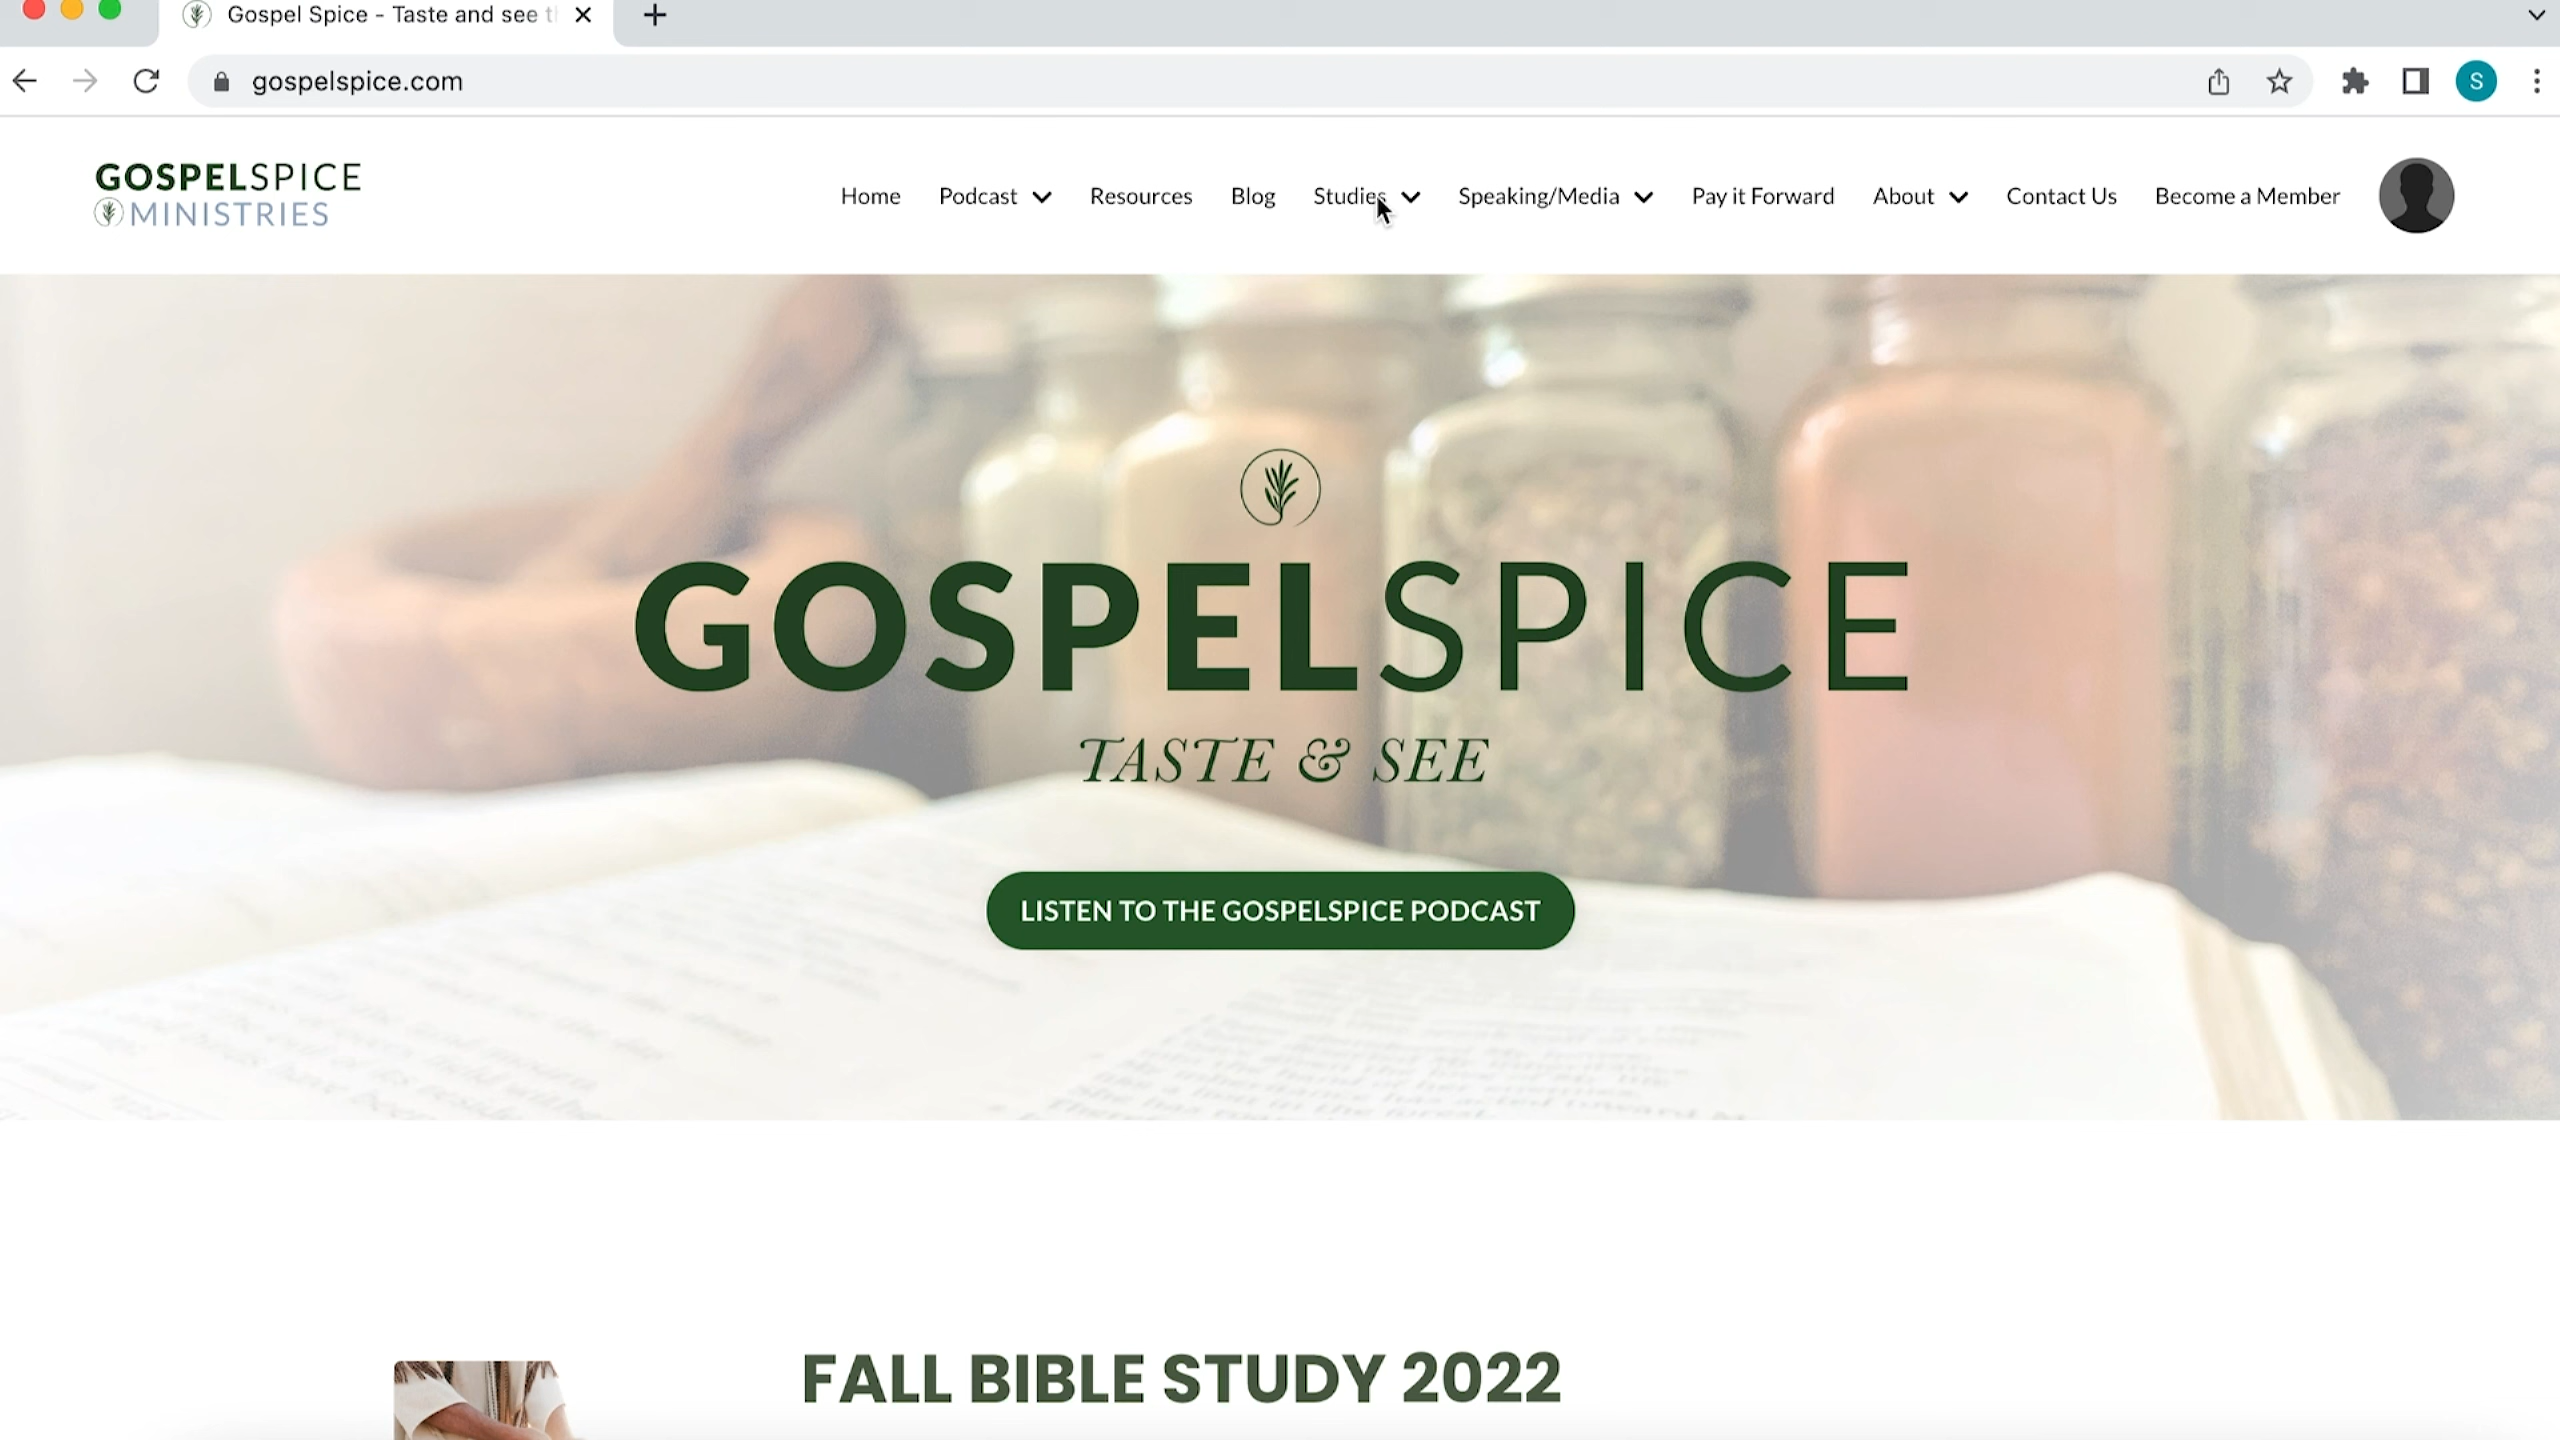 Gospel Spice - Taste and see
gospelspice.com
S
GOSPELSPICE
MINISTRIES
Home Podcast Resources Blog Studies Speaking/Media Pay it Forward About Contact Us Become a Member
GOSPELSPICE
TASTE & SEE
LISTEN TO THE GOSPELSPICE PODCAST
FALL BIBLE STUDY 2022